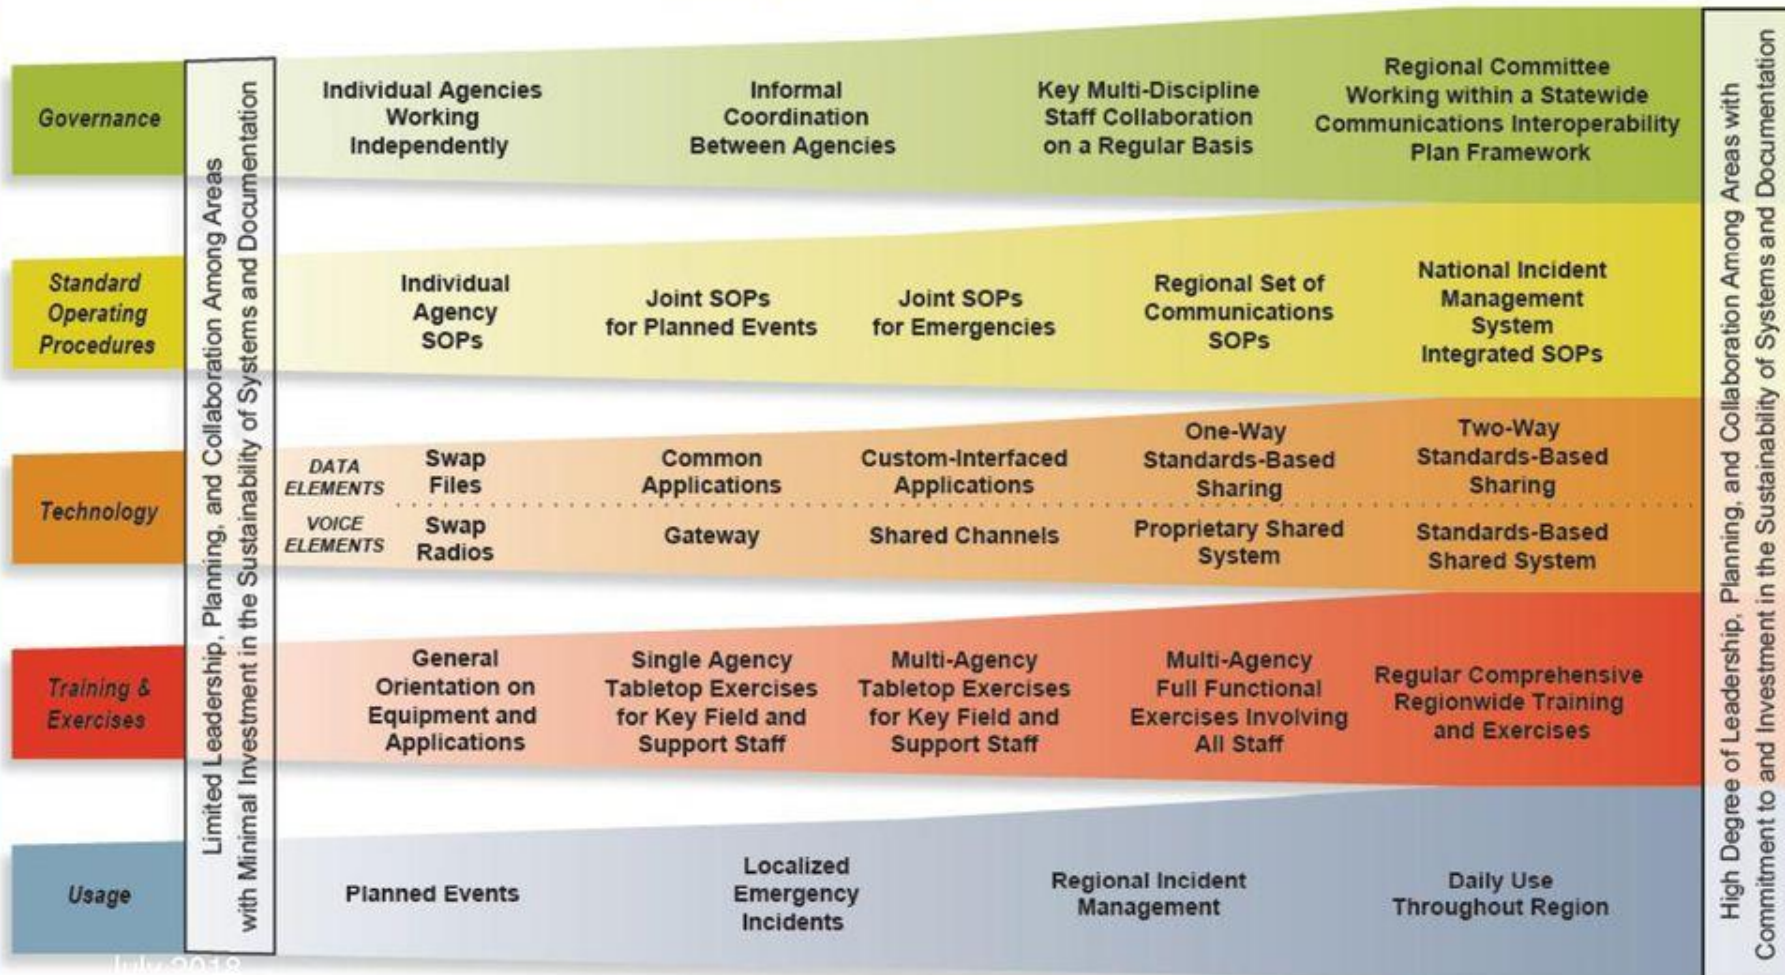 Governance
Limited Leadership, Planning, and Collaboration Among Areas
with Minimal Investment in the Sustainability of Systems and Documentation
Individual Agencies
Working
Independently
Informal
Coordination
Between Agencies
Key Multi-Discipline
Staff Collaboration
on a Regular Basis
Regional Committee
Working within a Statewide
Communications Interoperability
Plan Framework
High Degree of Leadership, Planning, and Collaboration Among Areas with
Commitment to and Investment in the Sustainability of Systems and Documentation
Standard
Operating
Procedures
Individual
Agency
SOPs
Joint SOPs
for Planned Events
Joint SOPs
for Emergencies
Regional Set of
Communications
SOPs
National Incident
Management
System
Integrated SOPs
Technology
DATA
ELEMENTS
Swap
Files
Common
Applications
Custom-Interfaced
Applications
One-Way
Standards-Based
Sharing
Two-Way
Standards-Based
Sharing
VOICE
ELEMENTS
Swap
Radios
Gateway
Shared Channels
Proprietary Shared
System
Standards-Based
Shared System
Training &
Exercises
General
Orientation on
Equipment and
Applications
Single Agency
Tabletop Exercises
for Key Field and
Support Staff
Multi-Agency
Tabletop Exercises
for Key Field and
Support Staff
Multi-Agency
Full Functional
Exercises Involving
All Staff
Regular Comprehensive
Regionwide Training
and Exercises
Usage
Planned Events
Localized
Emergency
Incidents
Regional Incident
Management
Daily Use
Throughout Region
July 2018